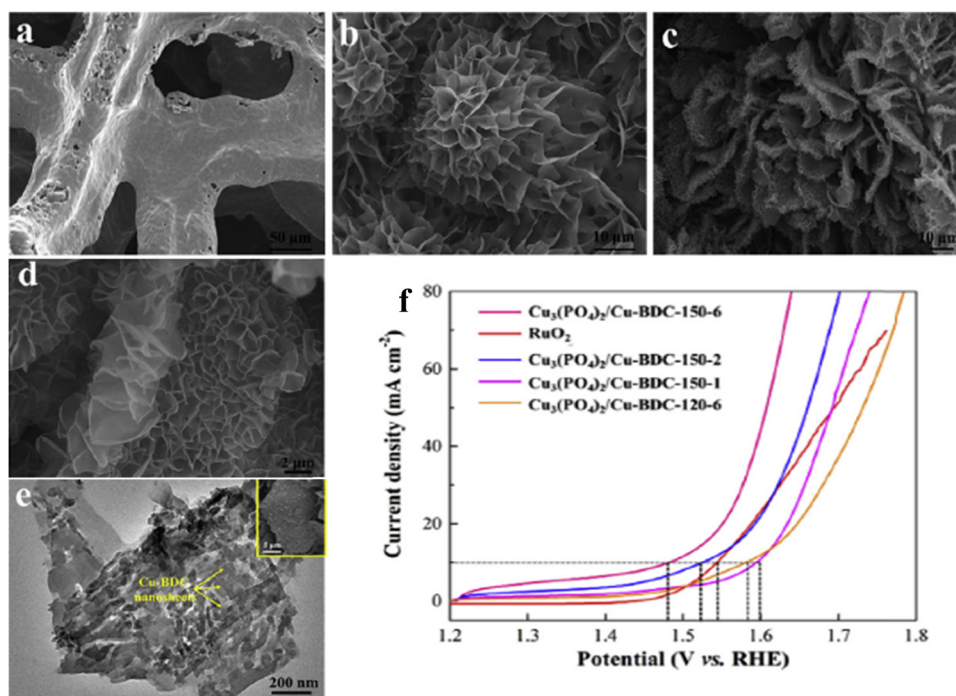 a
50 μm
b
10 μm
c
10 μm
d
2 μm
e
5 μm
Cu-BDC
nanosheets
200 nm
f
Cu₃(PO₄)₂/Cu-BDC-150-6
RuO₂
Cu₃(PO₄)₂/Cu-BDC-150-2
Cu₃(PO₄)₂/Cu-BDC-150-1
Cu₃(PO₄)₂/Cu-BDC-120-6
Current density (mA cm⁻²)
80
60
40
20
0
1.2 1.3 1.4 1.5 1.6 1.7 1.8
Potential (V vs. RHE)